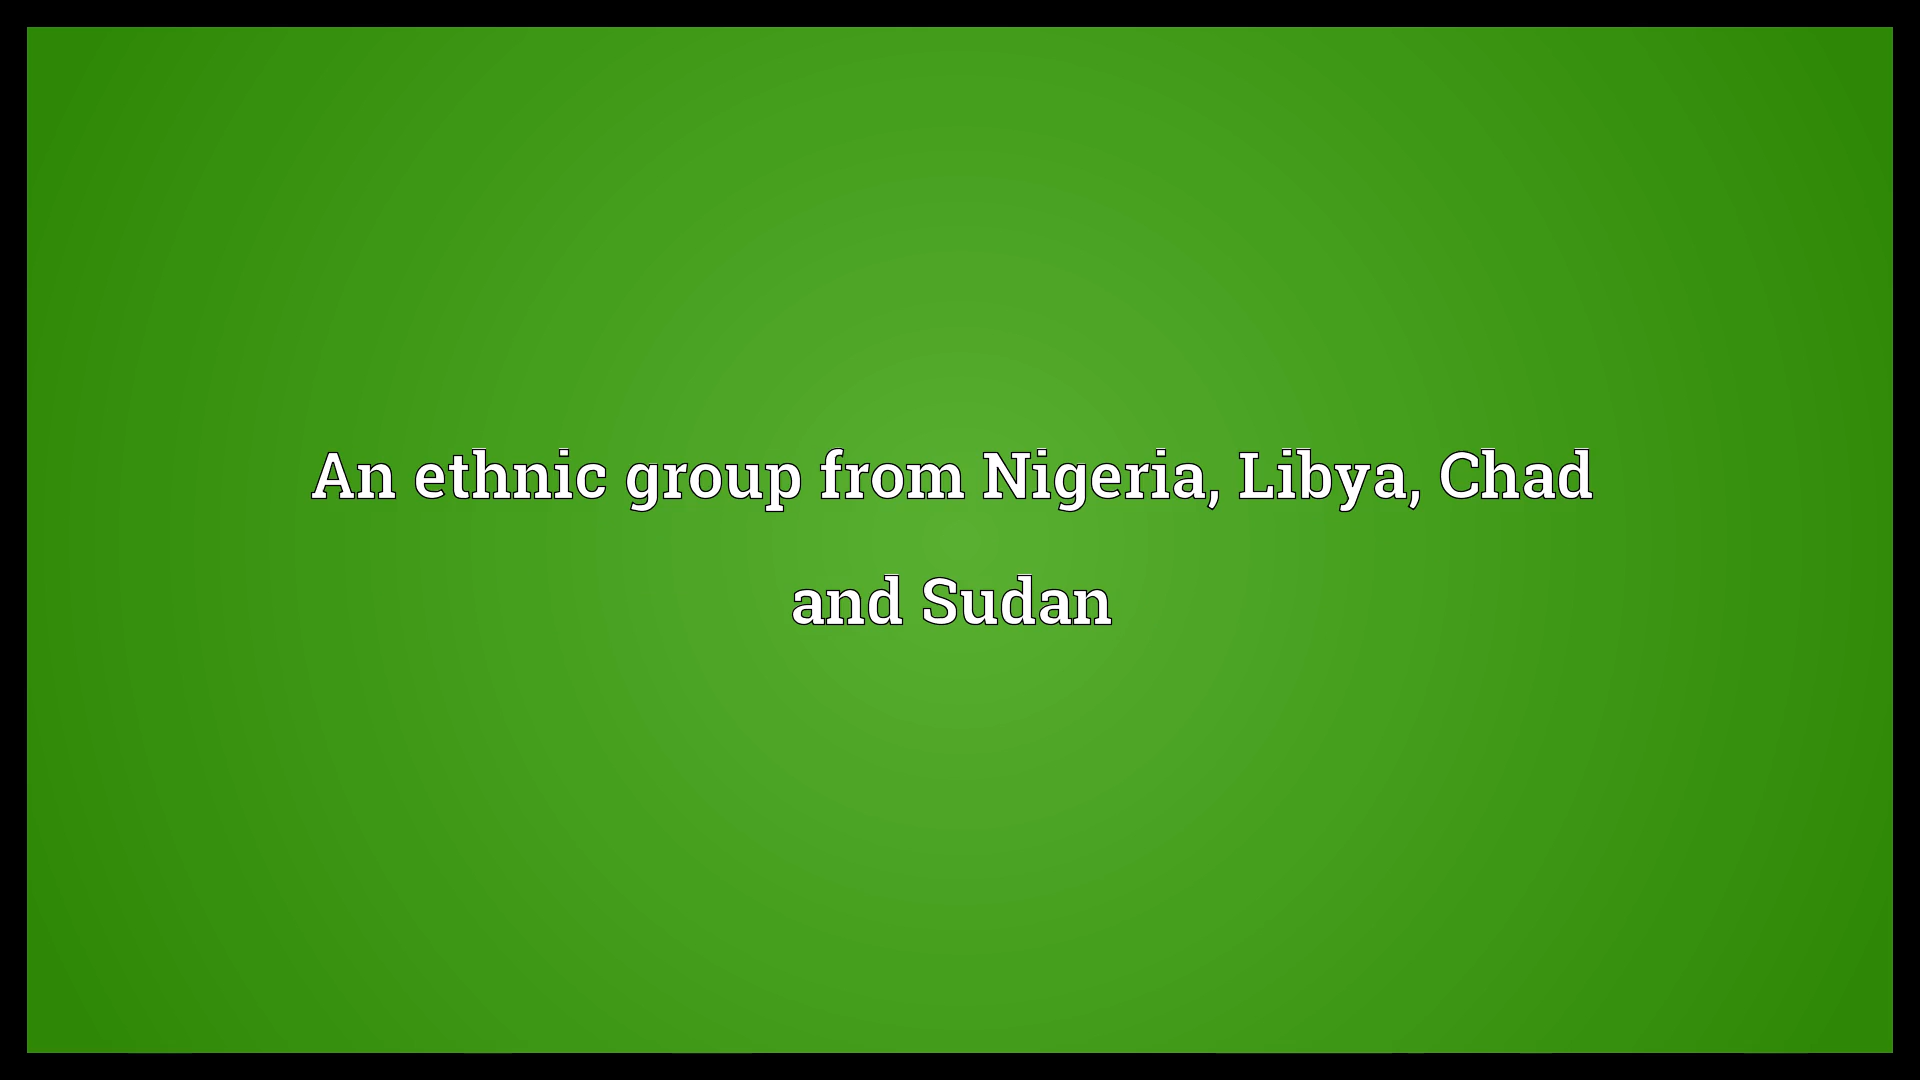 An ethnic group from Nigeria, Libya, Chad
and Sudan